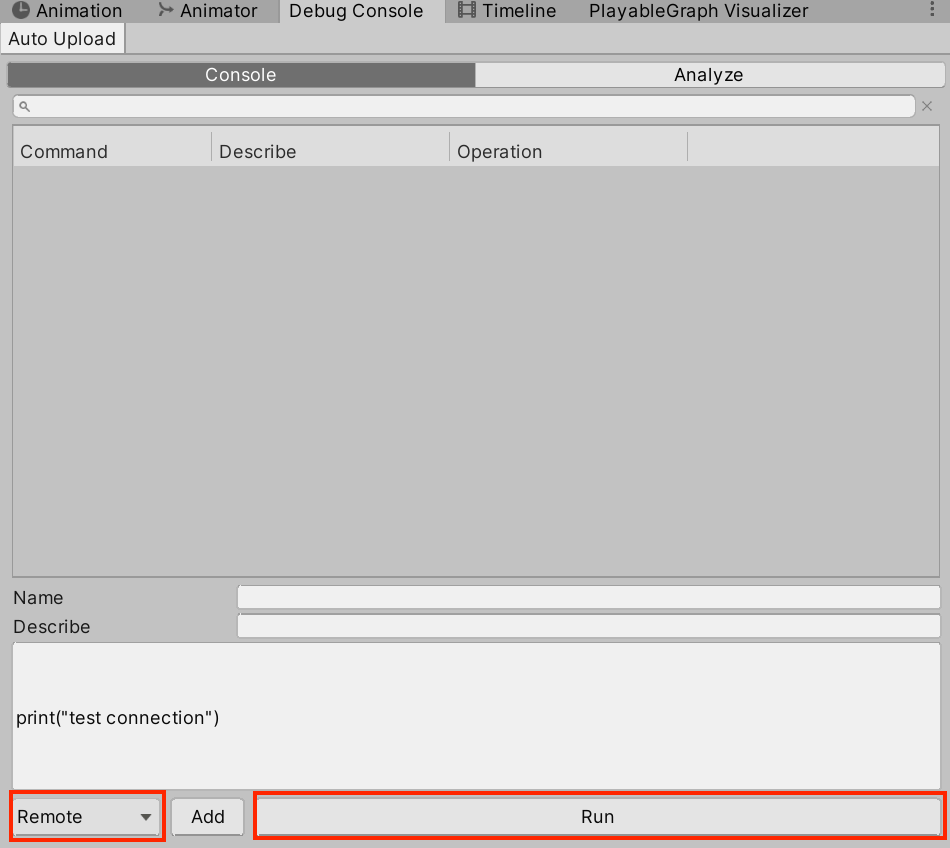 Animation Animator Debug Console Timeline PlayableGraph Visualizer
Auto Upload
Console Analyze
Command Describe Operation
Name
Describe
print("test connection")
Remote Add Run